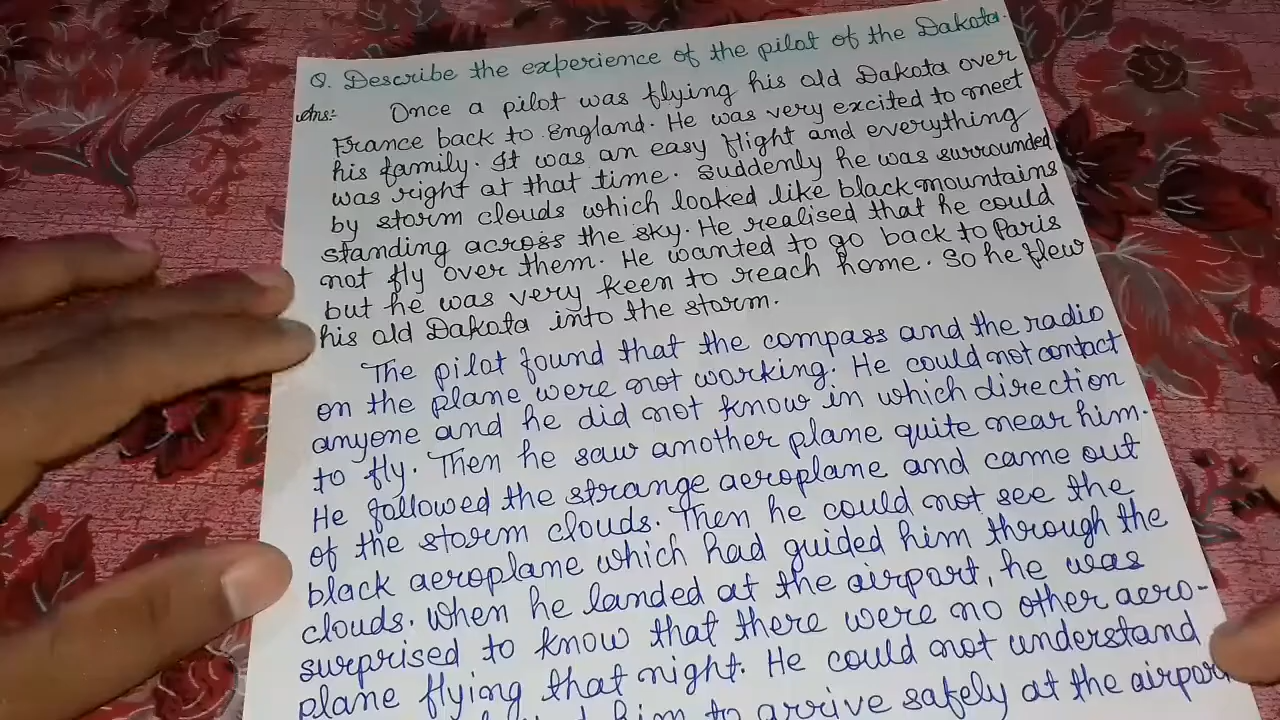 Q. Describe the experience of the pilot of the Dakota.
Ans:- Once a pilot was flying his old Dakota over
France back to England. He was very excited to meet
his family. It was an easy flight and everything
was right at that time. Suddenly he was surrounded
by storm clouds which looked like black mountains
standing across the sky. He realised that he could
not fly over them. He wanted to go back to Paris
but he was very keen to reach home. So he flew
his old Dakota into the storm.
The pilot found that the compass and the radio
on the plane were not working. He could not contact
anyone and he did not know in which direction
to fly. Then he saw another plane quite near him.
He followed the strange aeroplane and came out
of the storm clouds. Then he could not see the
black aeroplane which had guided him through the
clouds. When he landed at the airport, he was
surprised to know that there were no other aero-
plane flying that night. He could not understand
him to arrive safely at the airport